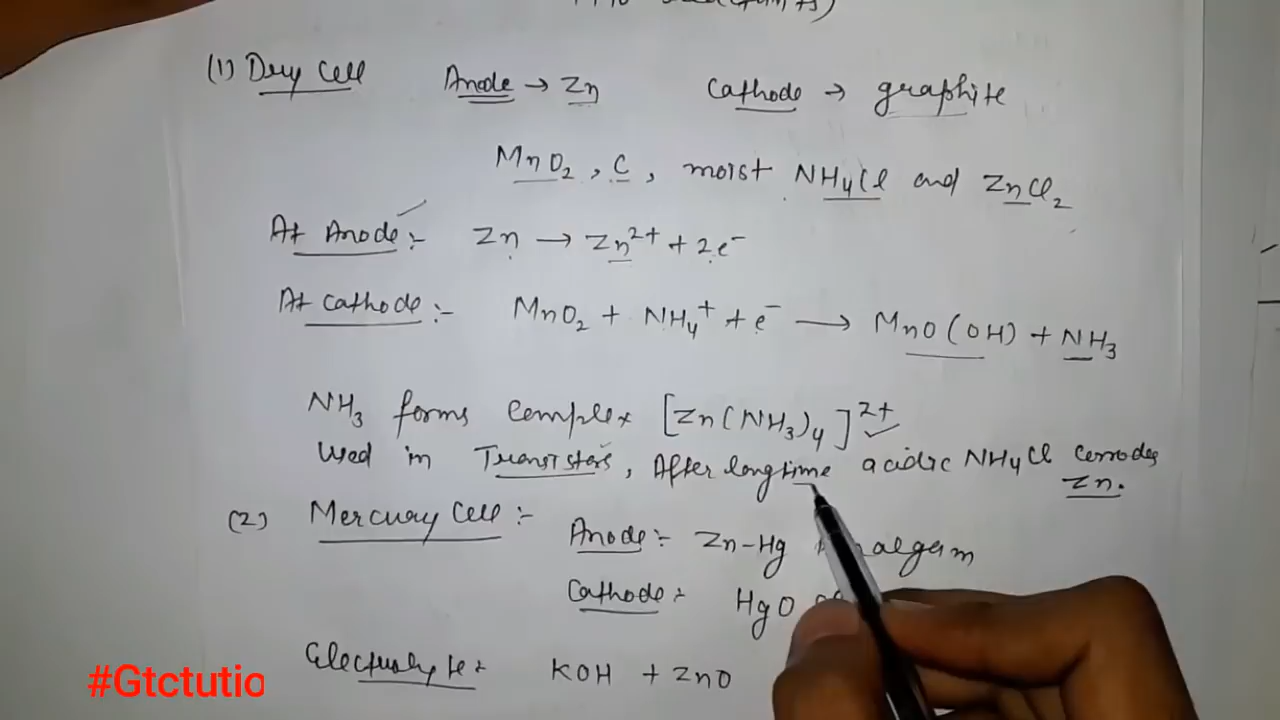 (1) Dry Cell Anode → Zn Cathode → graphite
MnO₂, C, moist NH₄Cl and ZnCl₂
At Anode:- Zn → Zn²⁺ + 2e⁻
At Cathode:- MnO₂ + NH₄⁺ + e⁻ → MnO(OH) + NH₃
NH₃ forms Complex [Zn(NH₃)₄]²⁺
Used in Transistors, After long time acidic NH₄Cl corrodes
Zn.
(2) Mercury Cell:- Anode:- Zn-Hg
Cathode:- HgO
Electrolyte:- KOH + ZnO
#Gtctutio